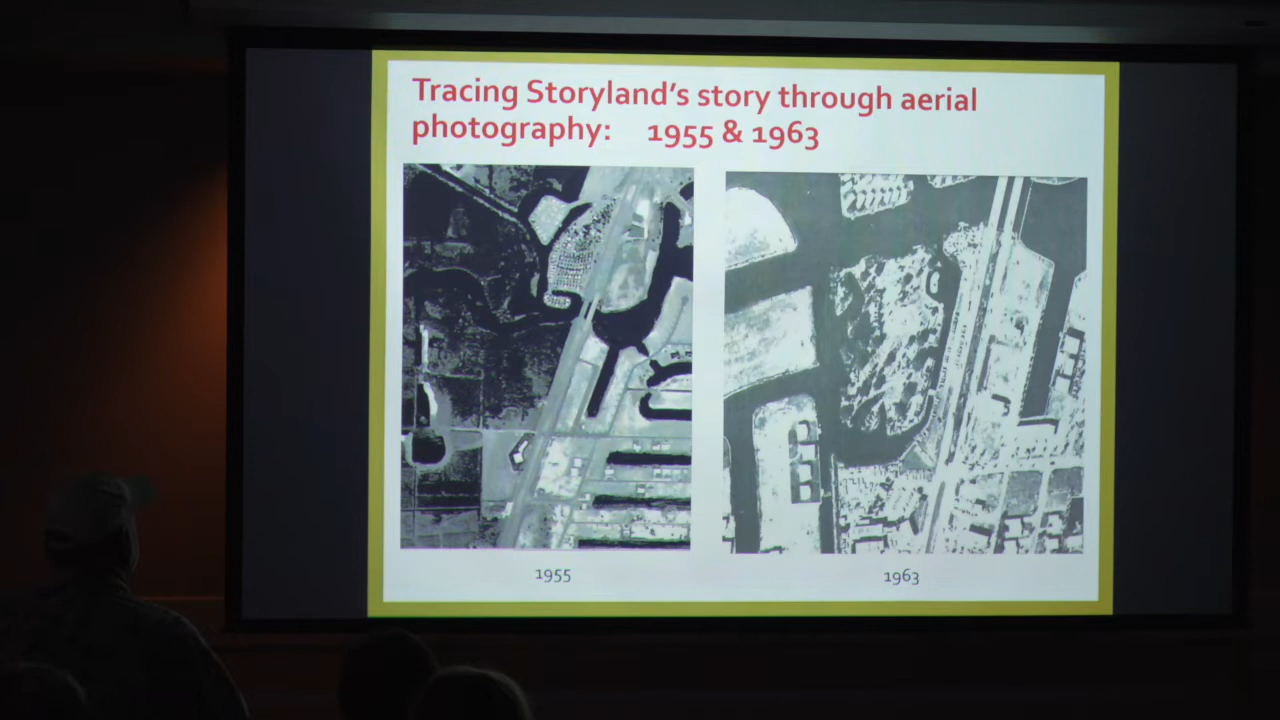 Tracing Storyland's story through aerial
photography: 1955 & 1963
1955
1963